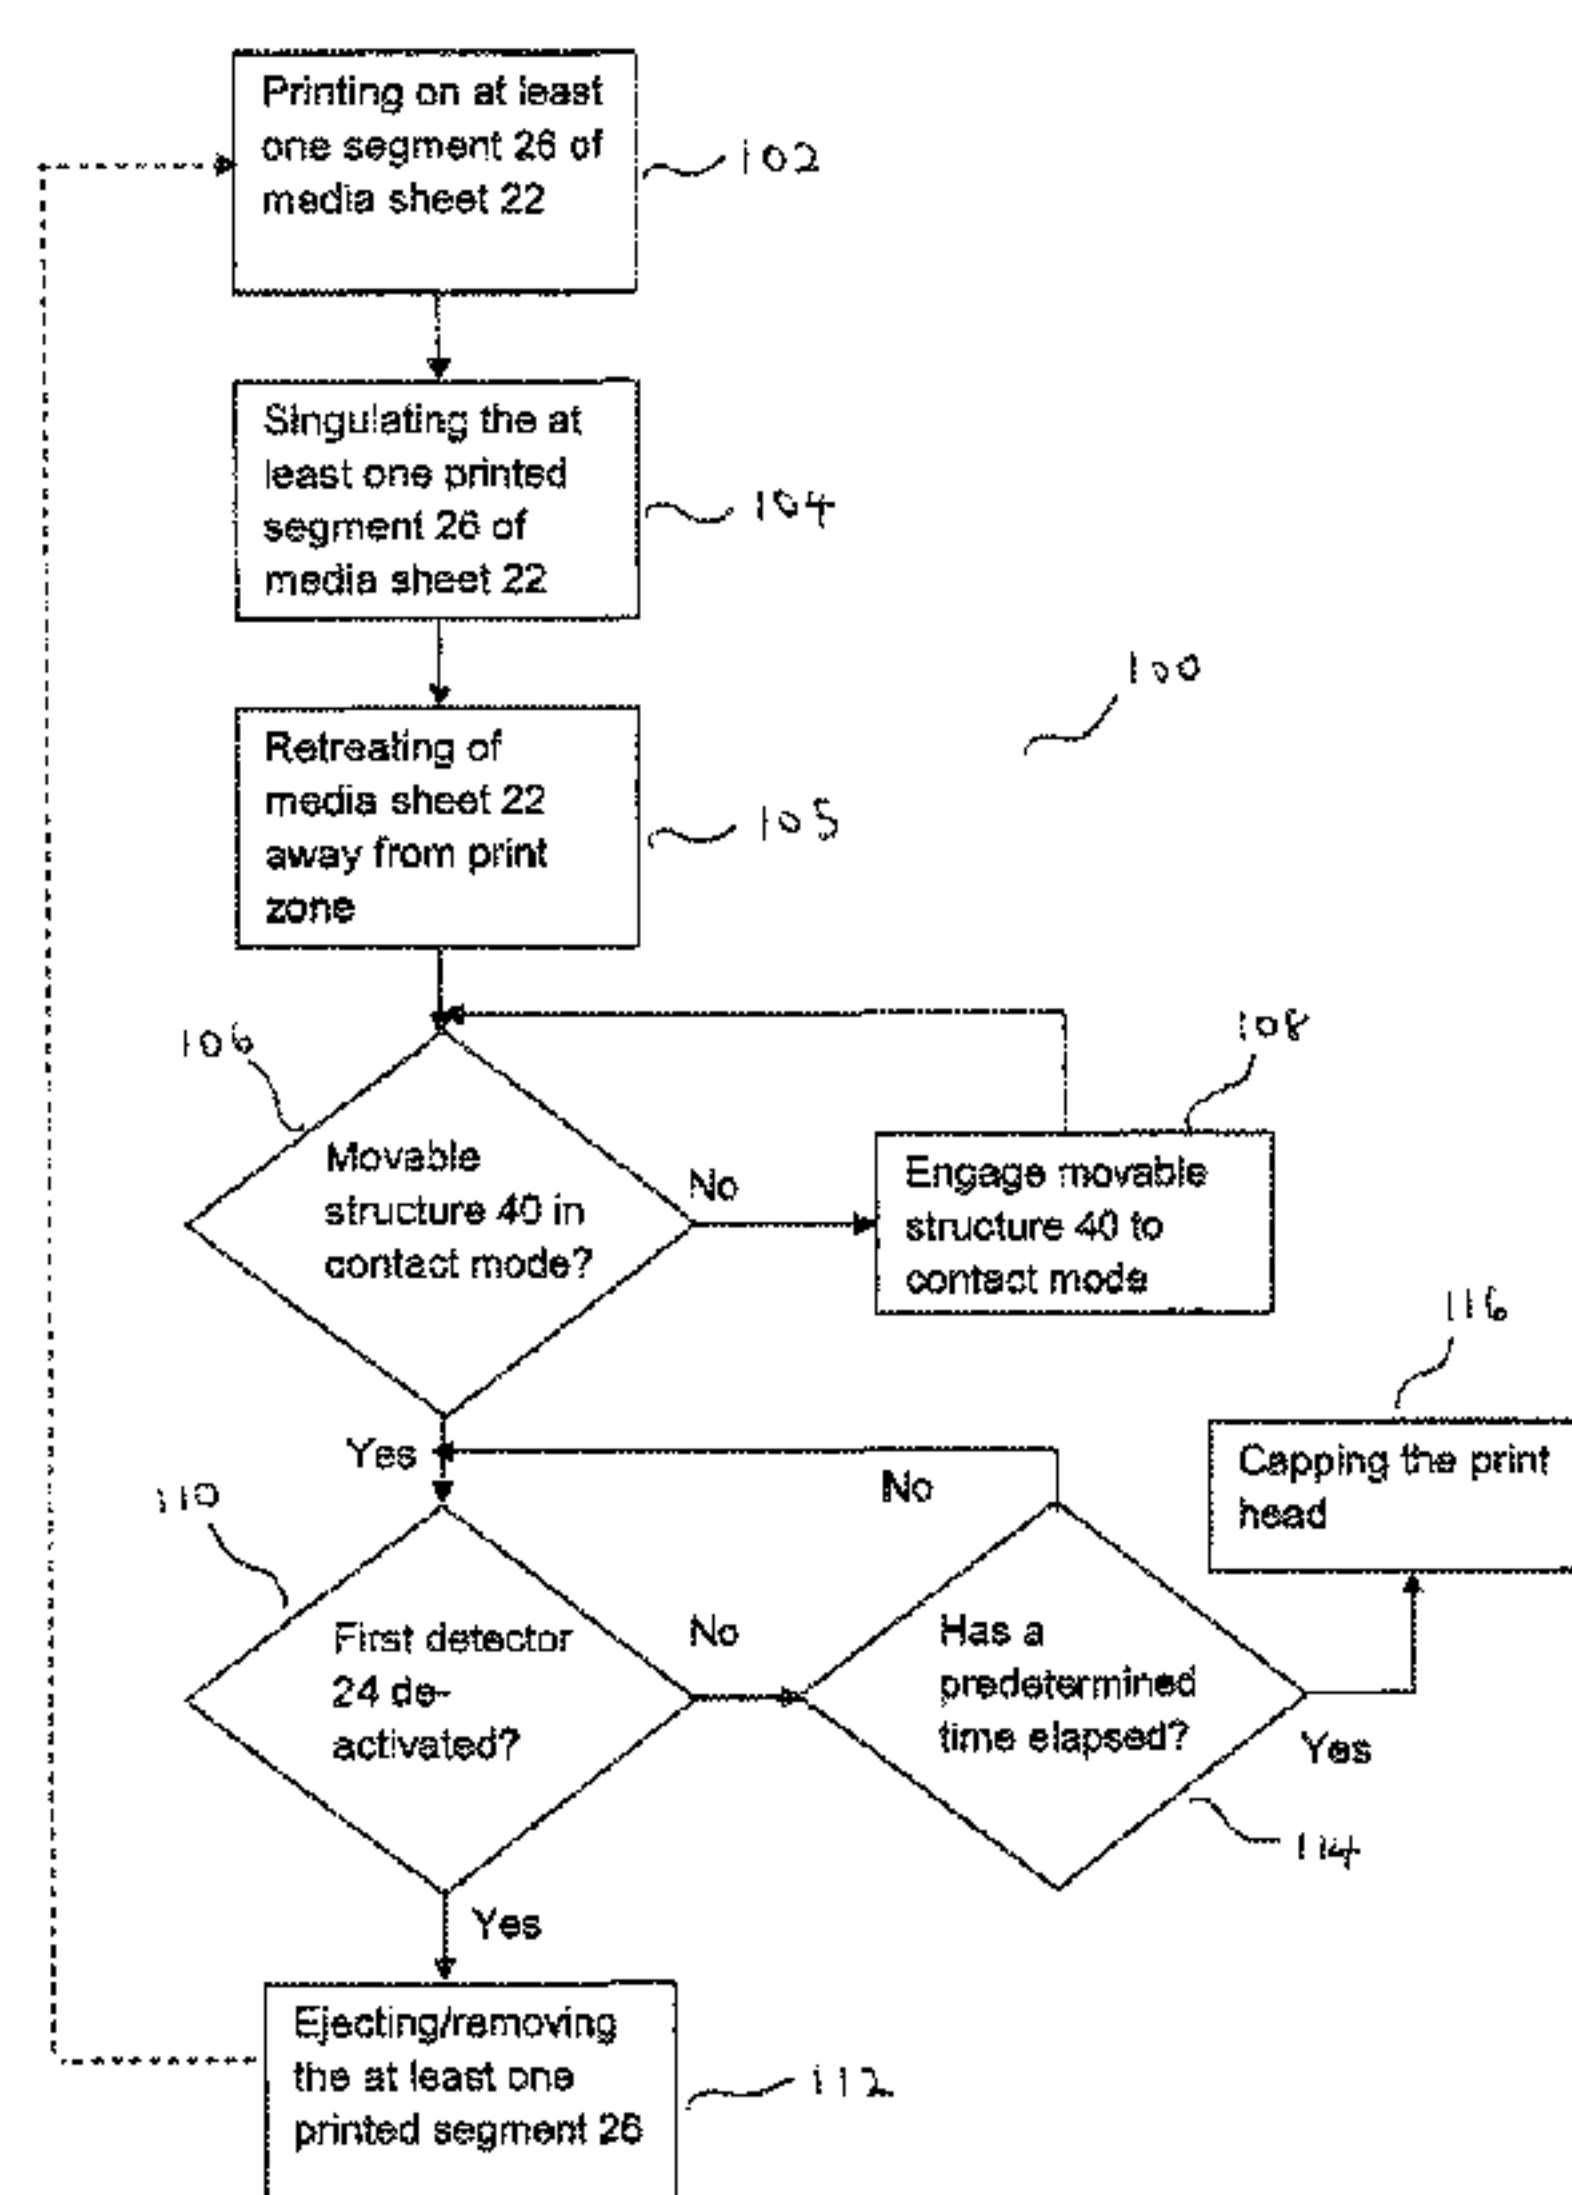 Printing on at least
one segment 26 of
media sheet 22
102
Singulating the at
least one printed
segment 26 of
media sheet 22
104
100
Retreating of
media sheet 22
away from print
zone
105
106
108
Movable
structure 40 in
contact mode?
No
Engage movable
structure 40 to
contact mode
116
Yes
No
Capping the print
head
110
First detector
24 de-
activated?
No
Has a
predetermined
time elapsed?
Yes
114
Yes
Ejecting/removing
the at least one
printed segment 26
112